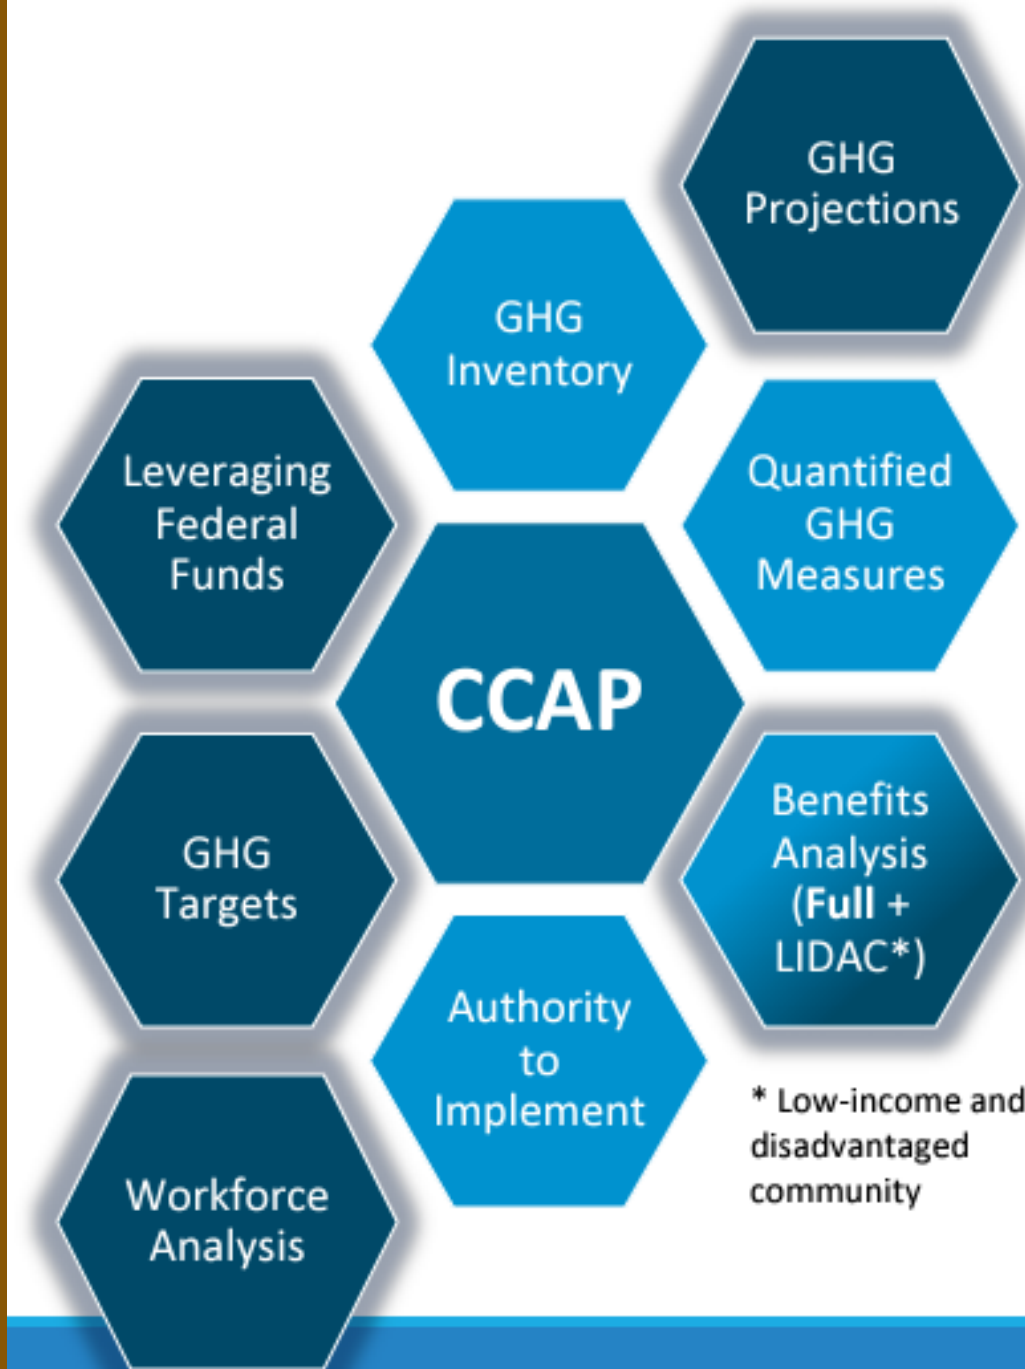 GHG
Projections
GHG
Inventory
Leveraging
Federal
Funds
Quantified
GHG
Measures
CCAP
GHG
Targets
Benefits
Analysis
(Full +
LIDAC*)
Authority
to
Implement
* Low-income and
disadvantaged
community
Workforce
Analysis